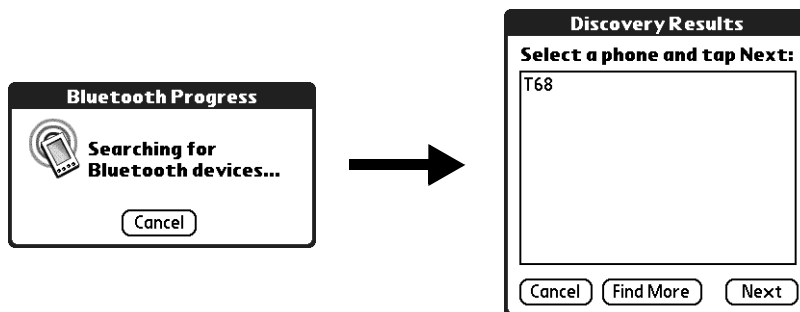 Bluetooth Progress
Searching for
Bluetooth devices...
Cancel
Discovery Results
Select a phone and tap Next:
T68
Cancel Find More Next